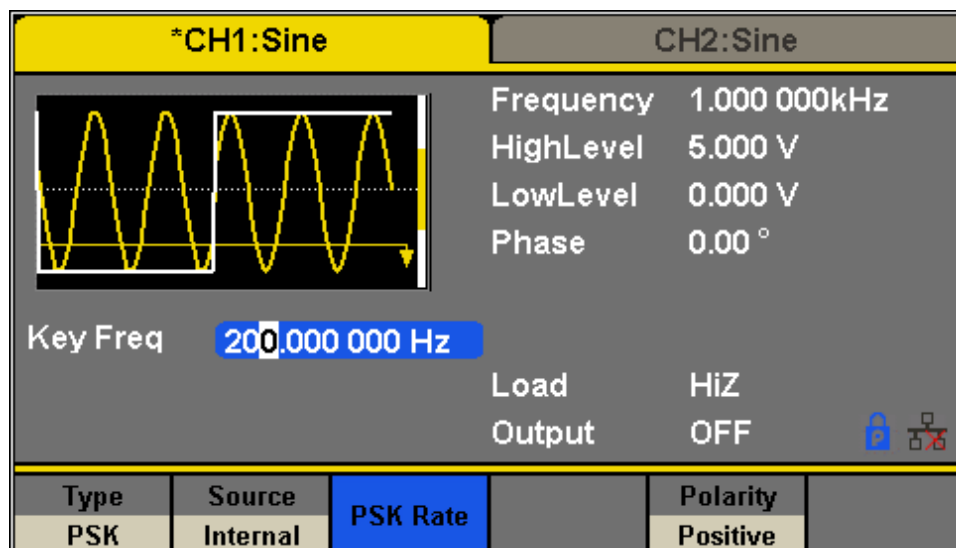 *CH1:Sine
CH2:Sine
Frequency 1.000 000kHz
HighLevel 5.000 V
LowLevel 0.000 V
Phase 0.00 °
Key Freq 200.000 000 Hz
Load HiZ
Output OFF
P
Type Source PSK Rate Polarity
PSK Internal Positive